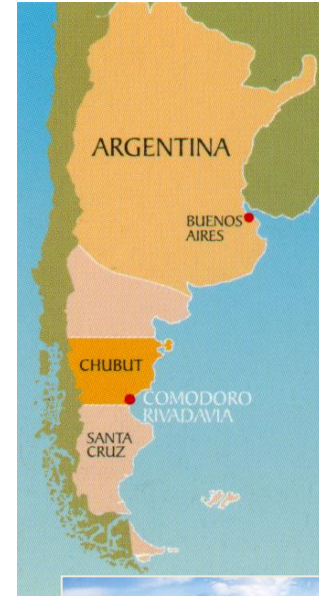 ARGENTINA
BUENOS
AIRES
CHUBUT
COMODORO
RIVADAVIA
SANTA
CRUZ